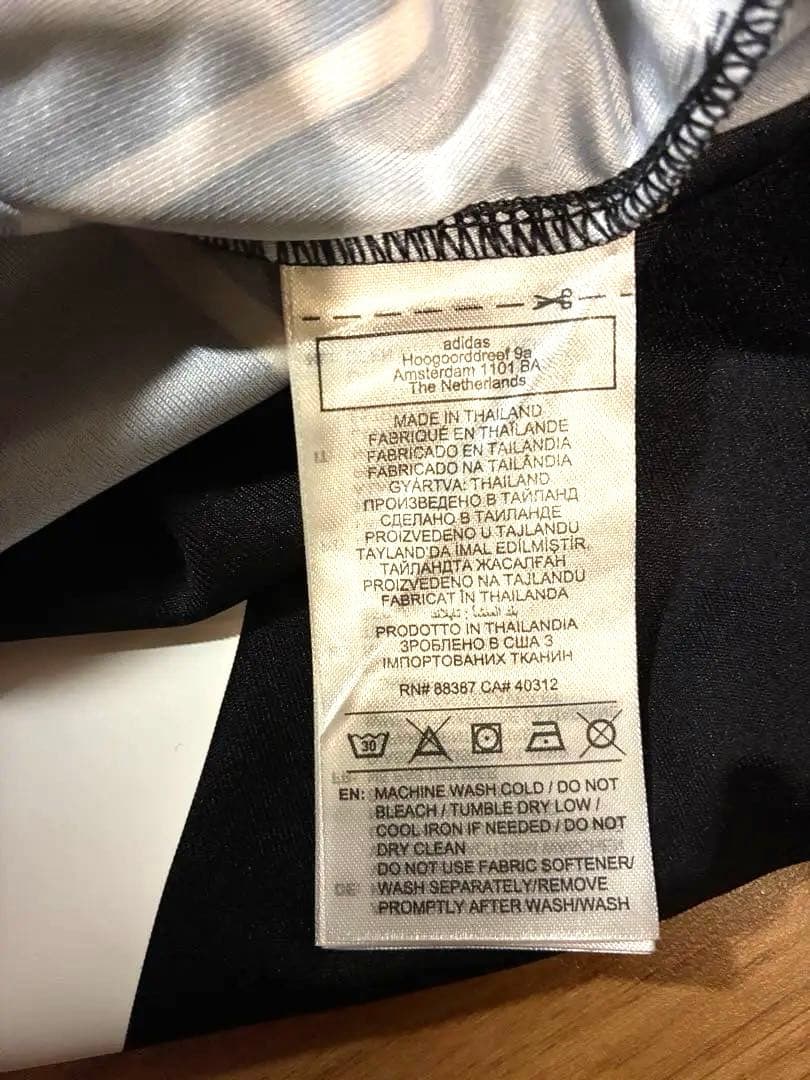 adidas
Hoogoorddreef 9a
Amsterdam 1101 BA
The Netherlands
MADE IN THAILAND
FABRIQUÉ EN THAÏLANDE
FABRICADO EN TAILANDIA
FABRICADO NA TAILÂNDIA
GYÁRTVA: THAILAND
ПРОИЗВЕДЕНО В ТАЙЛАНД
СДЕЛАНО В ТАИЛАНДЕ
PROIZVEDENO U TAJLANDU
TAYLAND'DA İMAL EDİLMİŞTİR.
ТАЙЛАНДТА ЖАСАЛҒАН
PROIZVEDENO NA TAJLANDU
FABRICAT ÎN THAILANDA
بلد المنشأ : تايلاند
PRODOTTO IN THAILANDIA
ЗРОБЛЕНО В США З
ІМПОРТОВАНИХ ТКАНИН
RN# 88387 CA# 40312
30
EN: MACHINE WASH COLD / DO NOT
BLEACH / TUMBLE DRY LOW /
COOL IRON IF NEEDED / DO NOT
DRY CLEAN
DO NOT USE FABRIC SOFTENER/
WASH SEPARATELY/REMOVE
PROMPTLY AFTER WASH/WASH